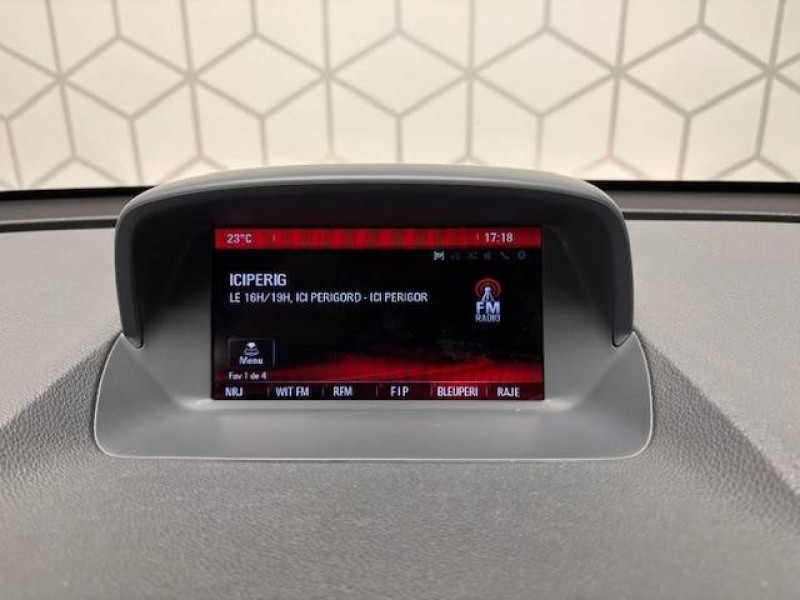 23°C 17:18
ICIPERIG
LE 16H/19H, ICI PERIGORD - ICI PERIGOR
FM
RADIO
Menu
Fav 1 de 4
NRJ WIT FM RFM FIP BLEUPERI RAJE